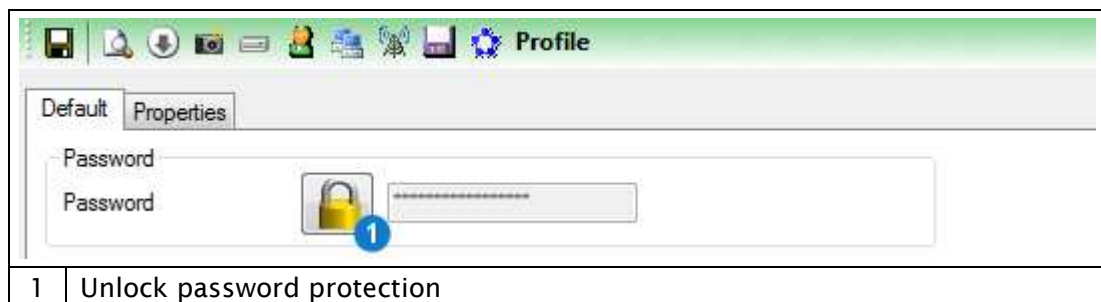 Profile
Default Properties
Password
Password *****************
1
1 Unlock password protection